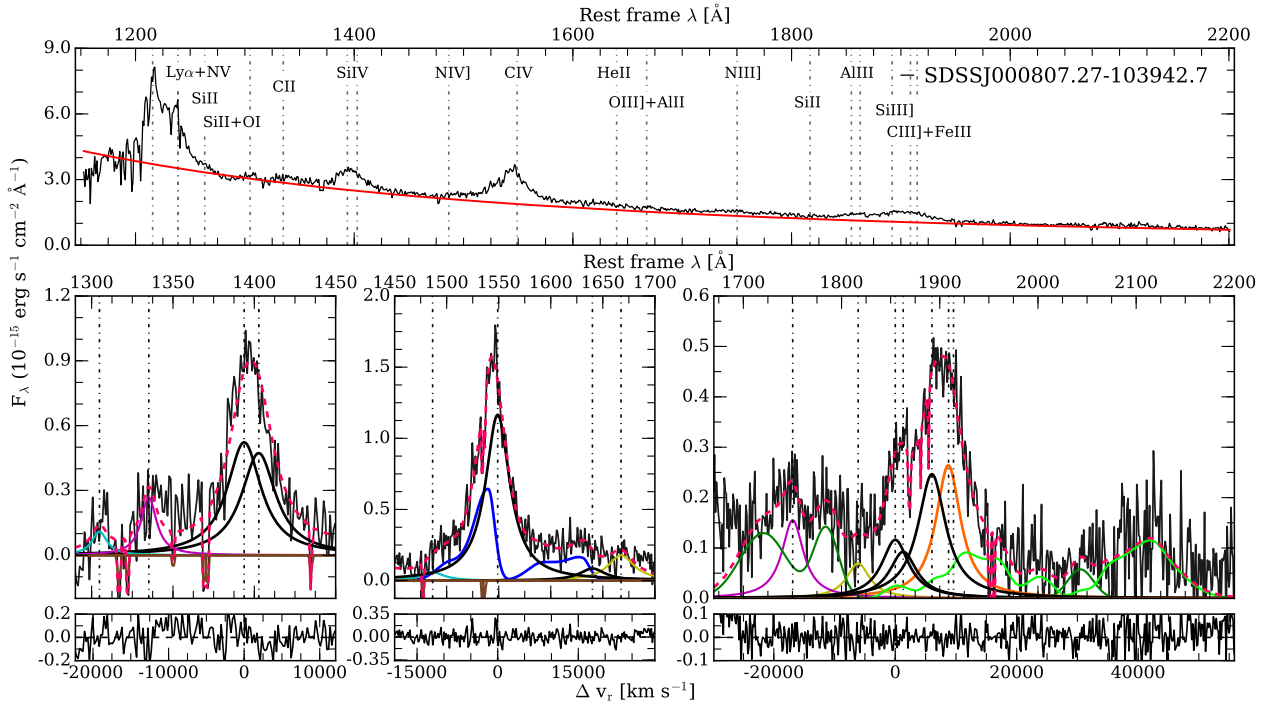 Rest frame λ [Å]
1200 1400 1600 1800 2000 2200
9.0
6.0
3.0
0.0
Lyα+NV
SiII
SiII+OI
CII
SiIV
NIV]
CIV
HeII
OIII]+AlII
NIII]
SiII
AlIII
SiIII]
CIII]+FeIII
SDSSJ000807.27-103942.7
F_λ (10⁻¹⁵ erg s⁻¹ cm⁻² Å⁻¹)
Rest frame λ [Å]
1300 1350 1400 1450
1450 1500 1550 1600 1650 1700
1700 1800 1900 2000 2100 2200
1.2
0.9
0.6
0.3
0.0
2.0
1.5
1.0
0.5
0.0
0.6
0.5
0.4
0.3
0.2
0.1
0.0
0.2
0.0
-0.2
0.35
0.00
-0.35
0.1
0.0
-0.1
-20000 -10000 0 10000
-15000 0 15000
-20000 0 20000 40000
Δ v_r [km s⁻¹]